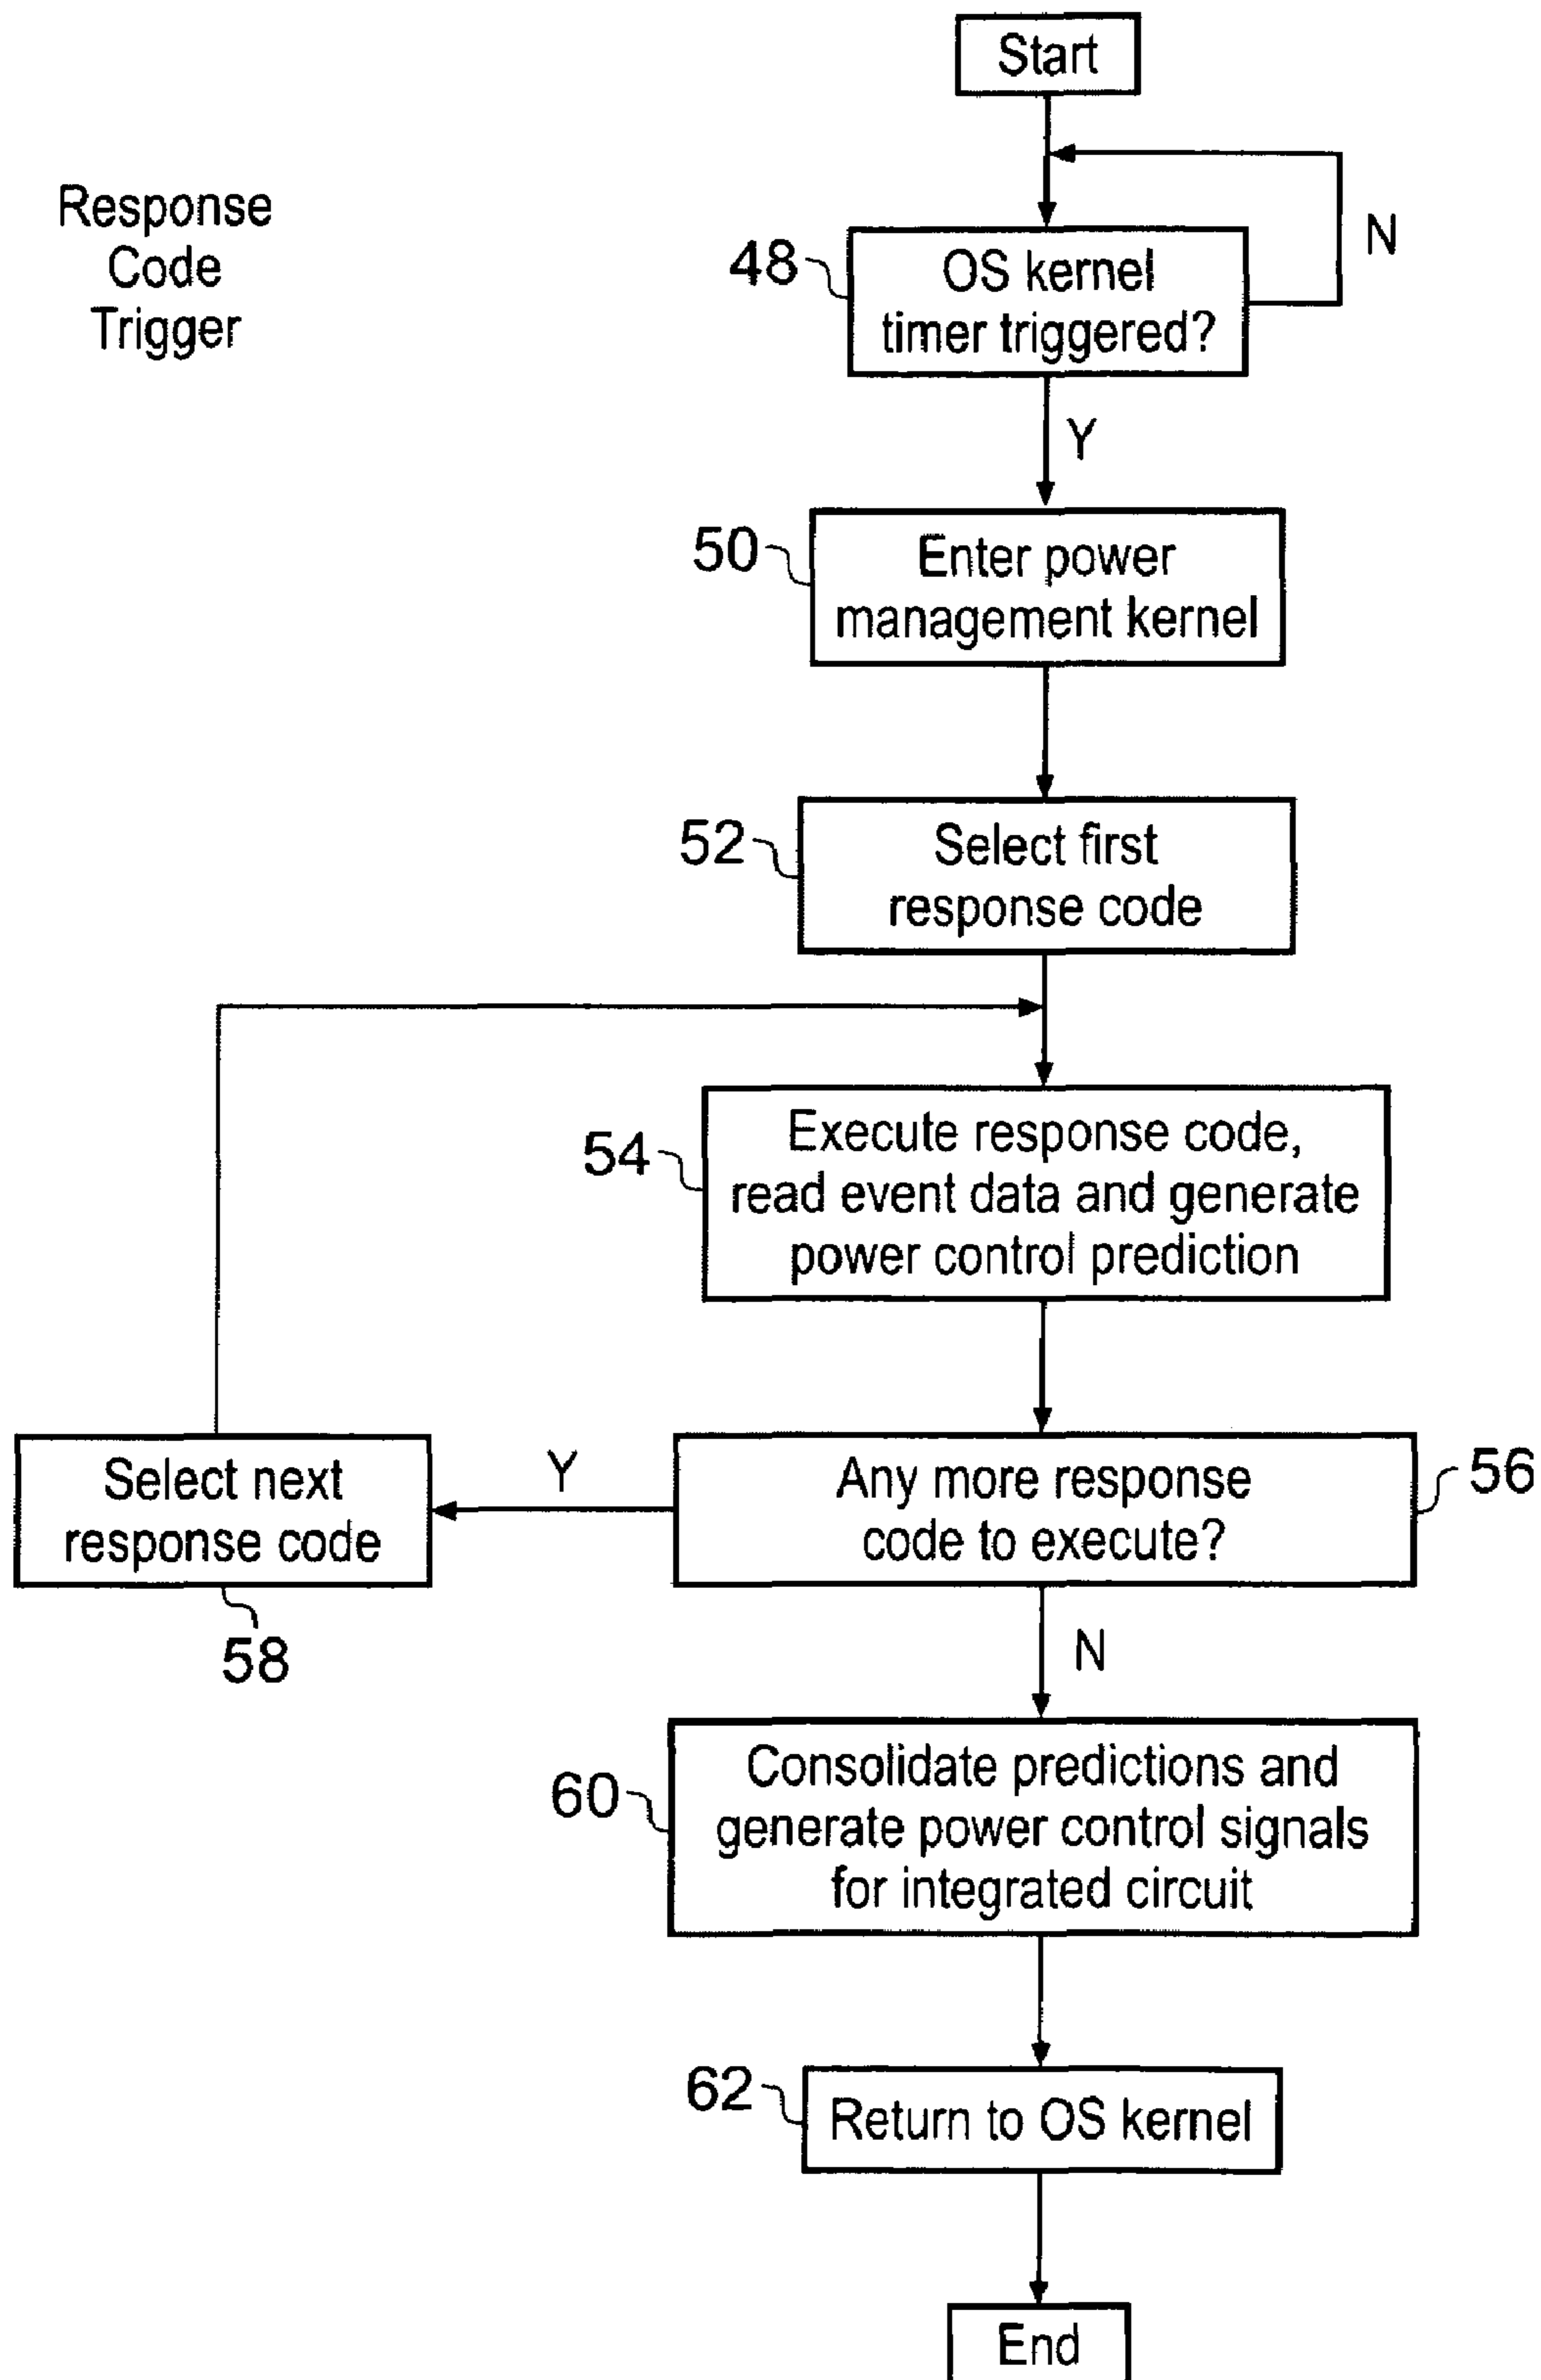 Start
Response
Code
Trigger
N
48
OS kernel
timer triggered?
Y
50
Enter power
management kernel
52
Select first
response code
54
Execute response code,
read event data and generate
power control prediction
Select next
response code
Y
Any more response
code to execute?
56
58
N
60
Consolidate predictions and
generate power control signals
for integrated circuit
62
Return to OS kernel
End